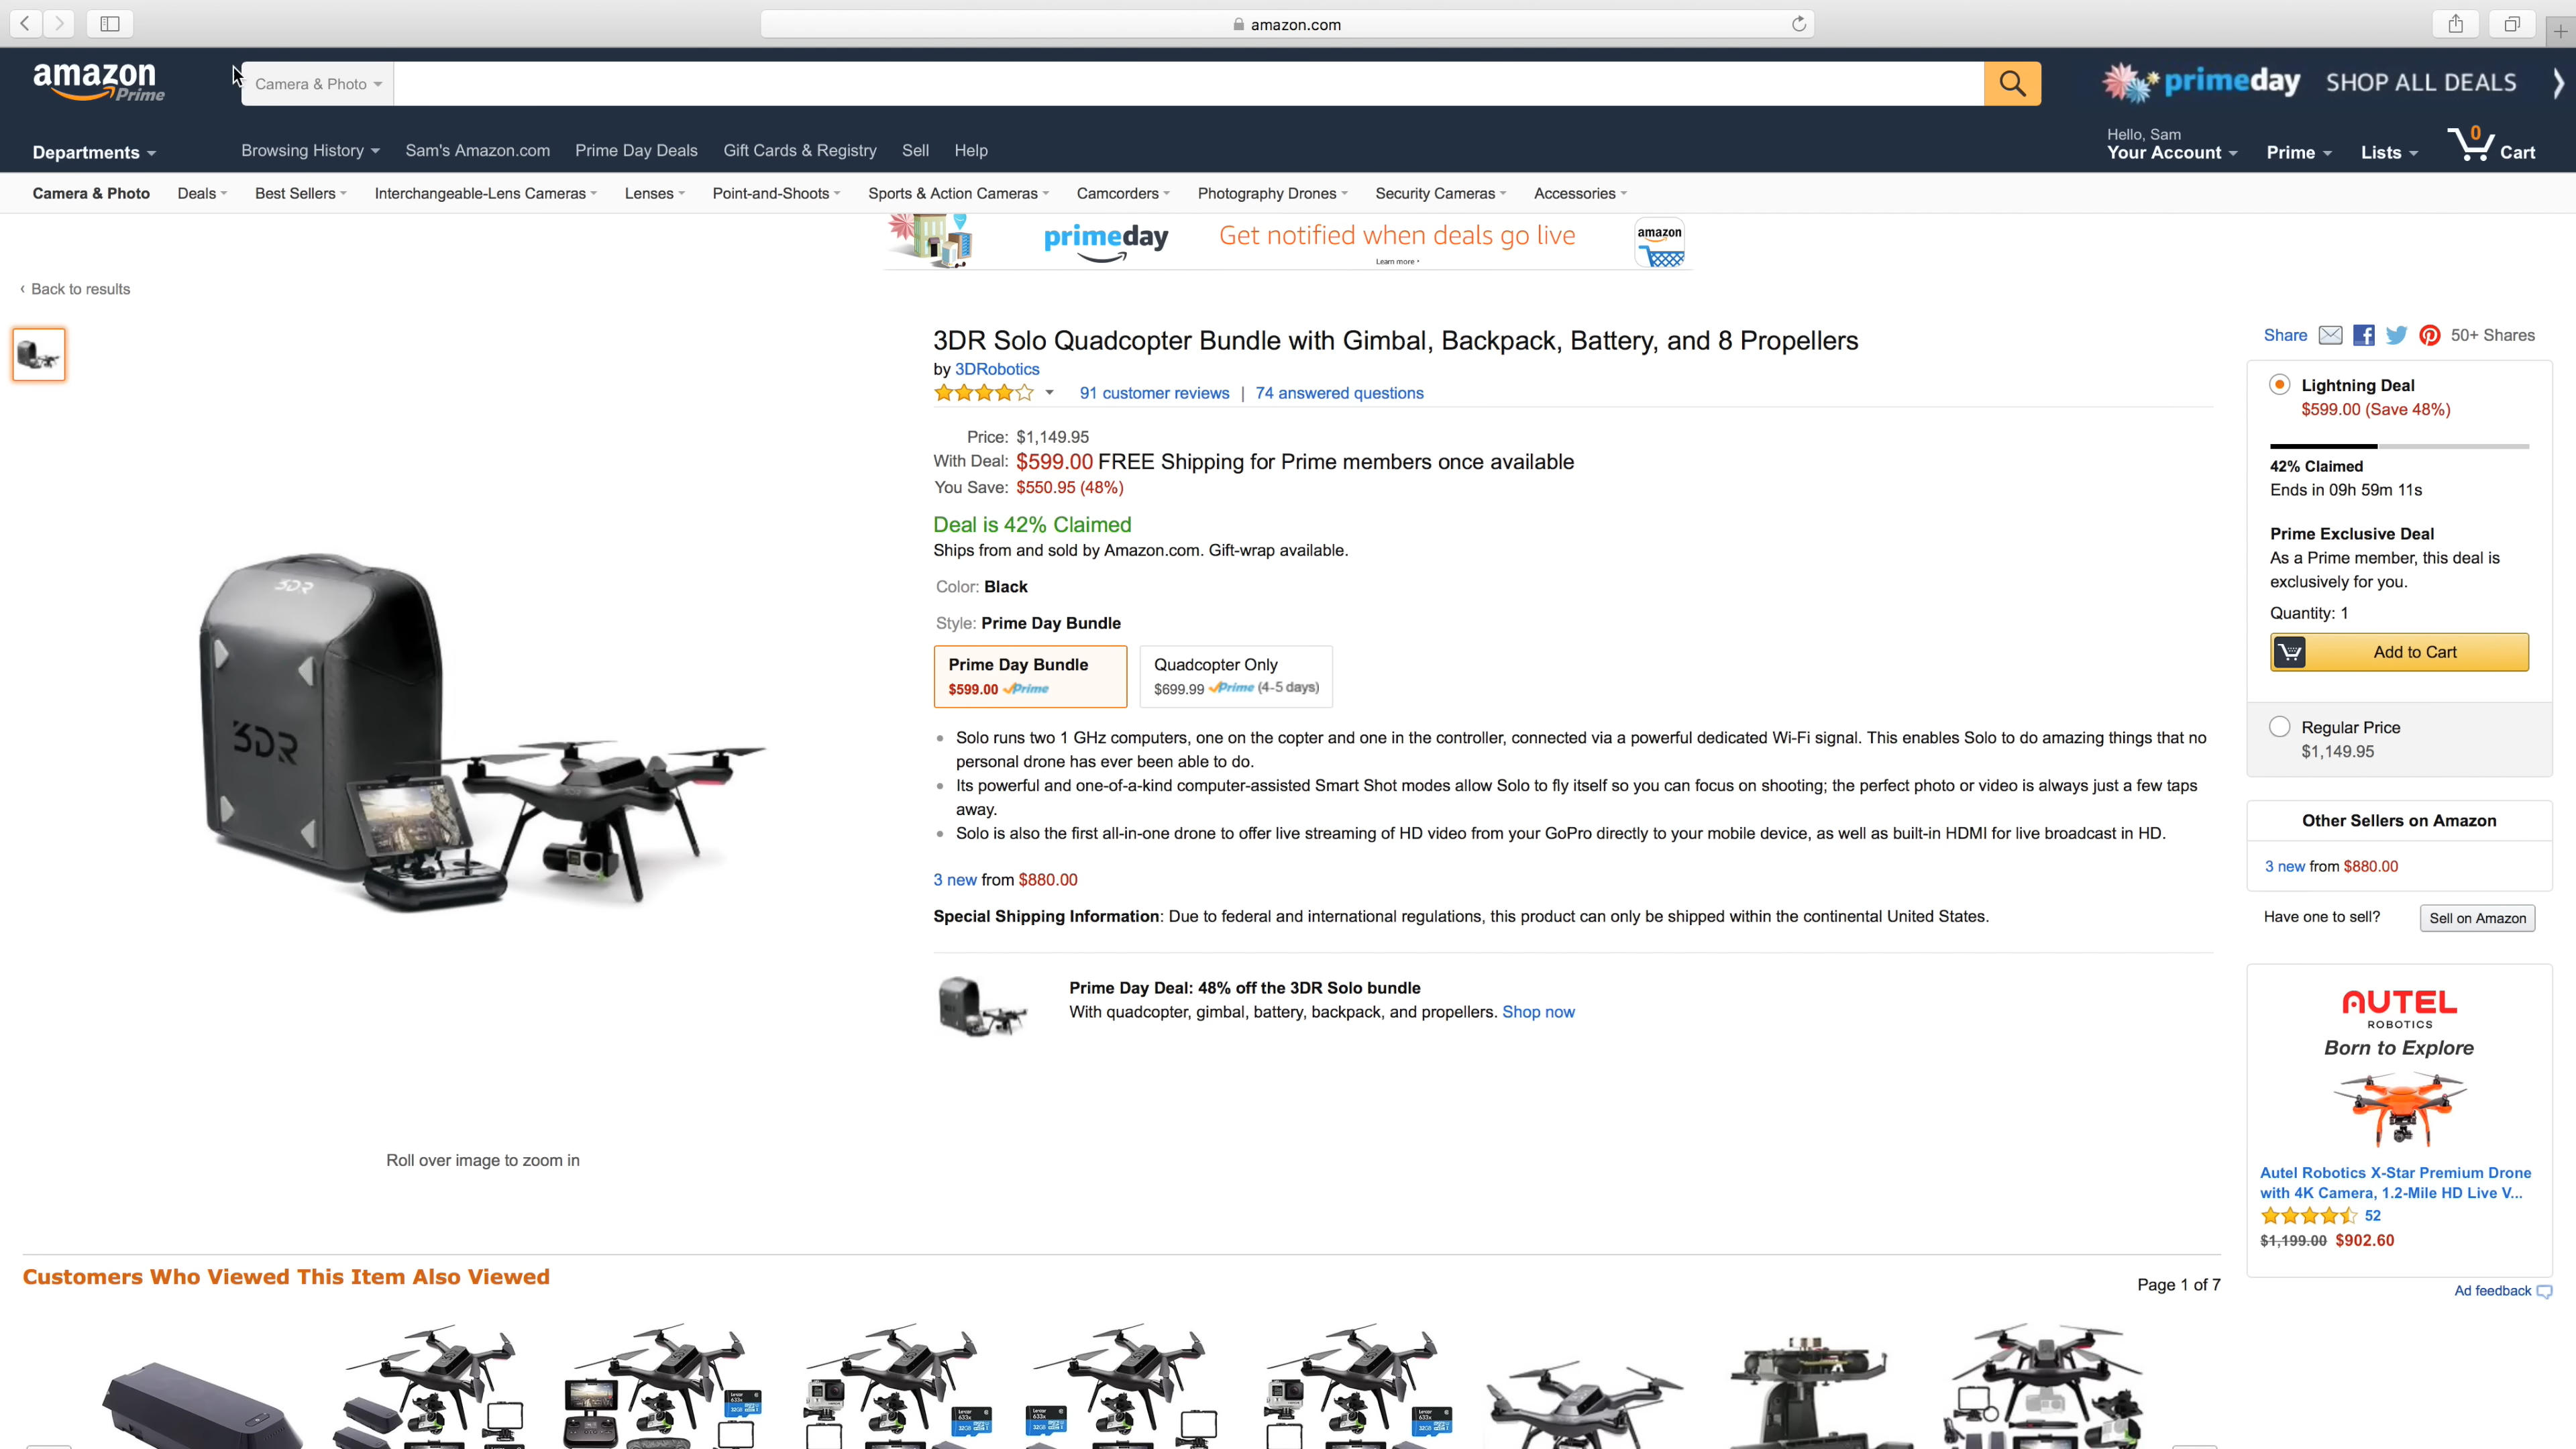 amazon.com
amazon
Prime
Camera & Photo
primeday SHOP ALL DEALS
Departments
Browsing History
Sam's Amazon.com
Prime Day Deals
Gift Cards & Registry
Sell
Help
Hello, Sam
Your Account
Prime
Lists
0
Cart
Camera & Photo
Deals
Best Sellers
Interchangeable-Lens Cameras
Lenses
Point-and-Shoots
Sports & Action Cameras
Camcorders
Photography Drones
Security Cameras
Accessories
primeday
Get notified when deals go live
Learn more
amazon
‹ Back to results
3DR
3DR
Roll over image to zoom in
3DR Solo Quadcopter Bundle with Gimbal, Backpack, Battery, and 8 Propellers
by 3DRobotics
91 customer reviews | 74 answered questions
Price: $1,149.95
With Deal: $599.00 FREE Shipping for Prime members once available
You Save: $550.95 (48%)
Deal is 42% Claimed
Ships from and sold by Amazon.com. Gift-wrap available.
Color: Black
Style: Prime Day Bundle
Prime Day Bundle
$599.00 Prime
Quadcopter Only
$699.99 Prime (4-5 days)
Solo runs two 1 GHz computers, one on the copter and one in the controller, connected via a powerful dedicated Wi-Fi signal. This enables Solo to do amazing things that no
personal drone has ever been able to do.
Its powerful and one-of-a-kind computer-assisted Smart Shot modes allow Solo to fly itself so you can focus on shooting; the perfect photo or video is always just a few taps
away.
Solo is also the first all-in-one drone to offer live streaming of HD video from your GoPro directly to your mobile device, as well as built-in HDMI for live broadcast in HD.
3 new from $880.00
Special Shipping Information: Due to federal and international regulations, this product can only be shipped within the continental United States.
Prime Day Deal: 48% off the 3DR Solo bundle
With quadcopter, gimbal, battery, backpack, and propellers. Shop now
Share
50+ Shares
Lightning Deal
$599.00 (Save 48%)
42% Claimed
Ends in 09h 59m 11s
Prime Exclusive Deal
As a Prime member, this deal is
exclusively for you.
Quantity: 1
Add to Cart
Regular Price
$1,149.95
Other Sellers on Amazon
3 new from $880.00
Have one to sell?
Sell on Amazon
AUTEL
ROBOTICS
Born to Explore
Autel Robotics X-Star Premium Drone
with 4K Camera, 1.2-Mile HD Live V...
52
$1,199.00 $902.60
Ad feedback
Customers Who Viewed This Item Also Viewed
Page 1 of 7